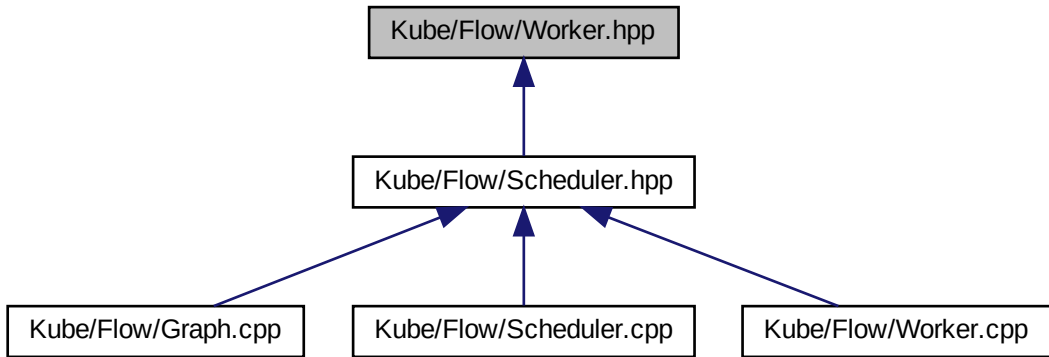 Kube/Flow/Worker.hpp
Kube/Flow/Scheduler.hpp
Kube/Flow/Graph.cpp
Kube/Flow/Scheduler.cpp
Kube/Flow/Worker.cpp